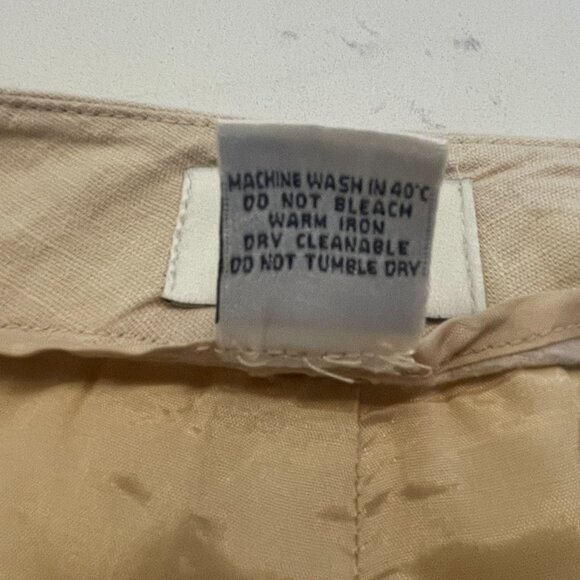 MACHINE WASH IN 40°C
DO NOT BLEACH
WARM IRON
DRY CLEANABLE
DO NOT TUMBLE DRY